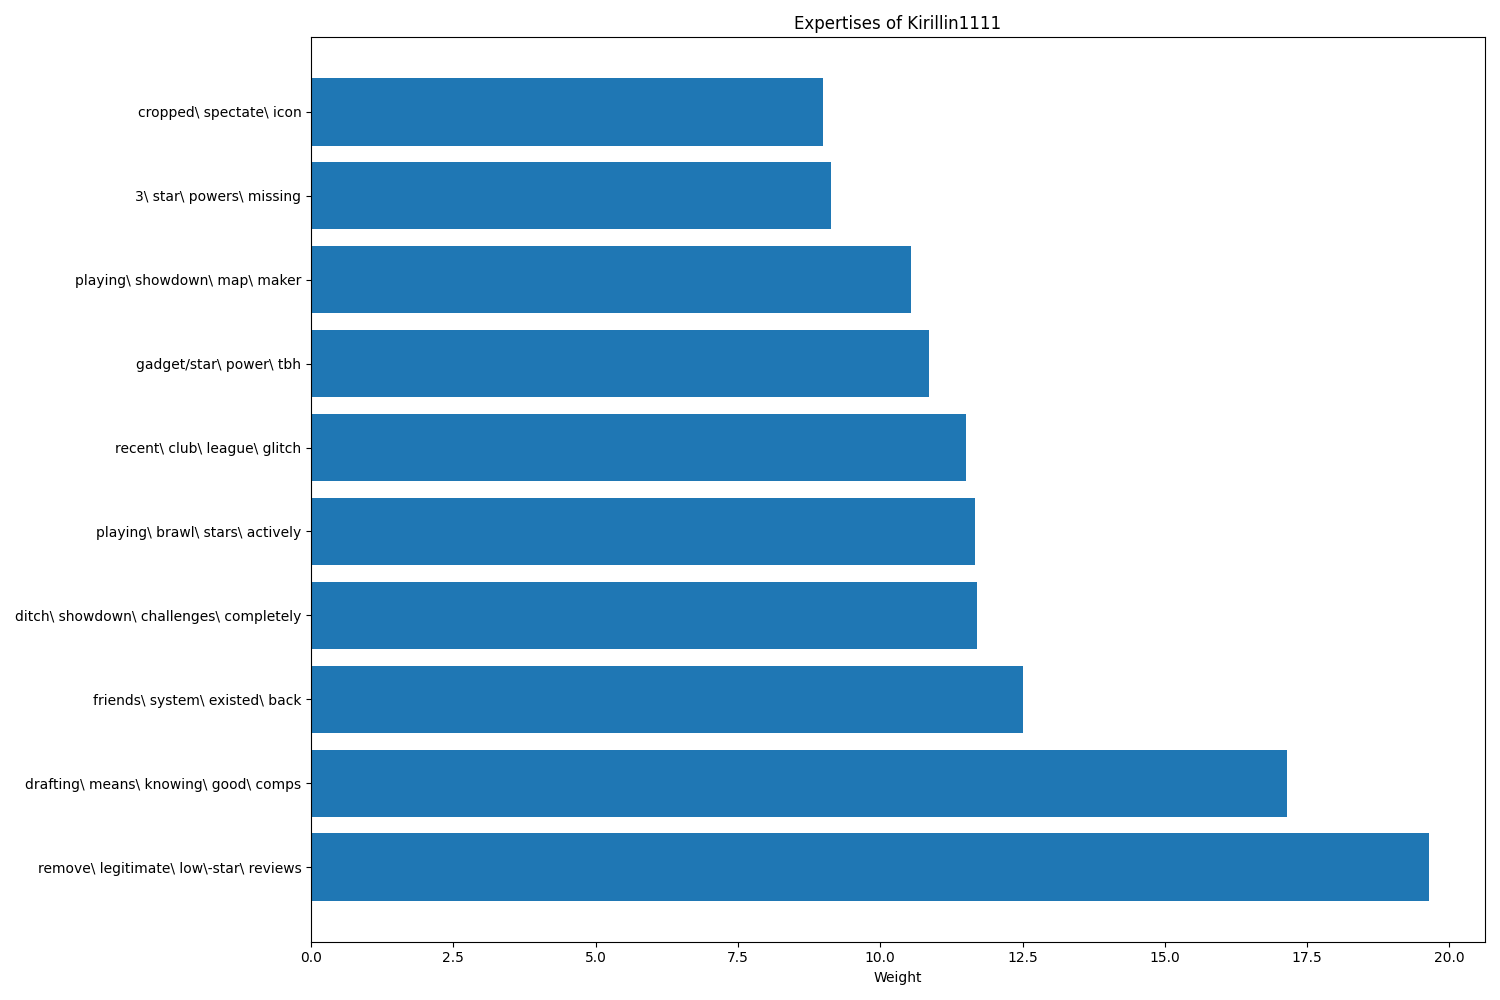 Expertises of Kirillin1111
cropped\ spectate\ icon
3\ star\ powers\ missing
playing\ showdown\ map\ maker
gadget/star\ power\ tbh
recent\ club\ league\ glitch
playing\ brawl\ stars\ actively
ditch\ showdown\ challenges\ completely
friends\ system\ existed\ back
drafting\ means\ knowing\ good\ comps
remove\ legitimate\ low\-star\ reviews
0.0 2.5 5.0 7.5 10.0 12.5 15.0 17.5 20.0
Weight